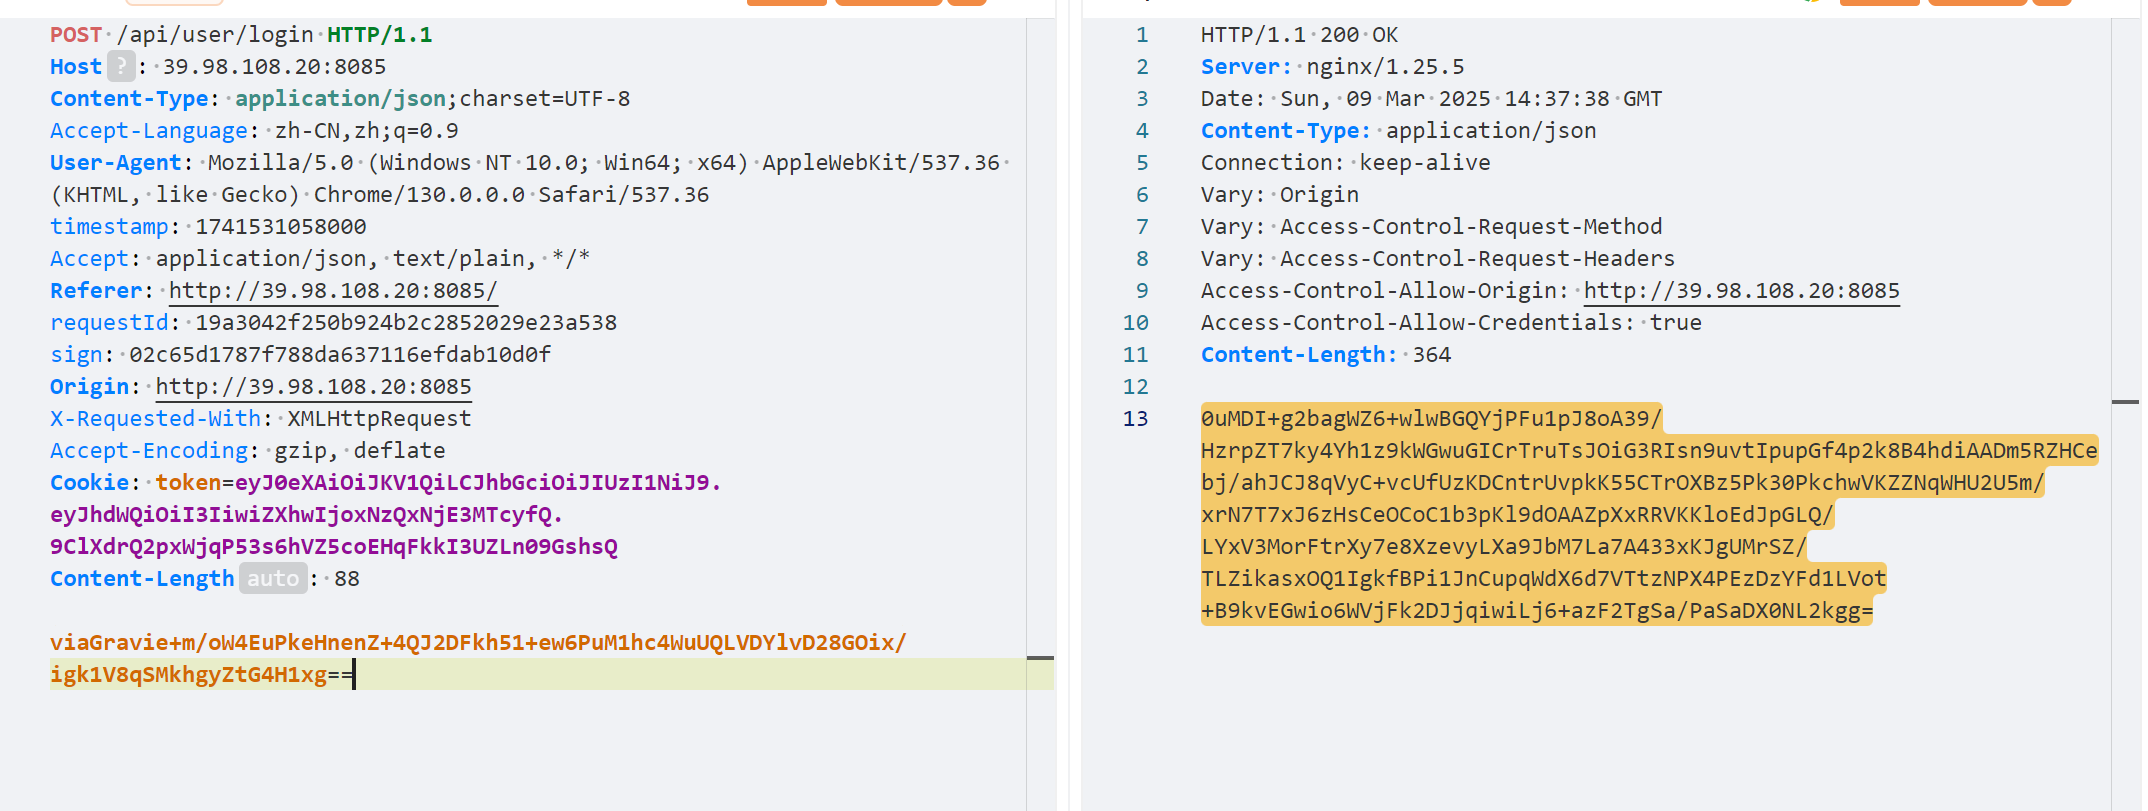 POST /api/user/login HTTP/1.1
Host ? : 39.98.108.20:8085
Content-Type: application/json;charset=UTF-8
Accept-Language: zh-CN,zh;q=0.9
User-Agent: Mozilla/5.0 (Windows NT 10.0; Win64; x64) AppleWebKit/537.36
(KHTML, like Gecko) Chrome/130.0.0.0 Safari/537.36
timestamp: 1741531058000
Accept: application/json, text/plain, */*
Referer: http://39.98.108.20:8085/
requestId: 19a3042f250b924b2c2852029e23a538
sign: 02c65d1787f788da637116efdab10d0f
Origin: http://39.98.108.20:8085
X-Requested-With: XMLHttpRequest
Accept-Encoding: gzip, deflate
Cookie: token=eyJ0eXAiOiJKV1QiLCJhbGciOiJIUzI1NiJ9.
eyJhdWQiOiI3IiwiZXhwIjoxNzQxNjE3MTcyfQ.
9ClXdrQ2pxWjqP53s6hVZ5coEHqFkkI3UZLn09GshsQ
Content-Length auto : 88
viaGravie+m/oW4EuPkeHnenZ+4QJ2DFkh51+ew6PuM1hc4WuUQLVDYlvD28GOix/
igk1V8qSMkhgyZtG4H1xg==
1 HTTP/1.1 200 OK
2 Server: nginx/1.25.5
3 Date: Sun, 09 Mar 2025 14:37:38 GMT
4 Content-Type: application/json
5 Connection: keep-alive
6 Vary: Origin
7 Vary: Access-Control-Request-Method
8 Vary: Access-Control-Request-Headers
9 Access-Control-Allow-Origin: http://39.98.108.20:8085
10 Access-Control-Allow-Credentials: true
11 Content-Length: 364
12
13 0uMDI+g2bagWZ6+wlwBGQYjPFu1pJ8oA39/
HzrpZT7ky4Yh1z9kWGwuGICrTruTsJOiG3RIsn9uvtIpupGf4p2k8B4hdiAADm5RZHCe
bj/ahJCJ8qVyC+vcUfUzKDCntrUvpkK55CTrOXBz5Pk30PkchwVKZZNqWHU2U5m/
xrN7T7xJ6zHsCeOCoC1b3pKl9dOAAZpXxRRVKKloEdJpGLQ/
LYxV3MorFtrXy7e8XzevyLXa9JbM7La7A433xKJgUMrSZ/
TLZikasxOQ1IgkfBPi1JnCupqWdX6d7VTtzNPX4PEzDzYFd1LVot
+B9kvEGwio6WVjFk2DJjqiwiLj6+azF2TgSa/PaSaDX0NL2kgg=